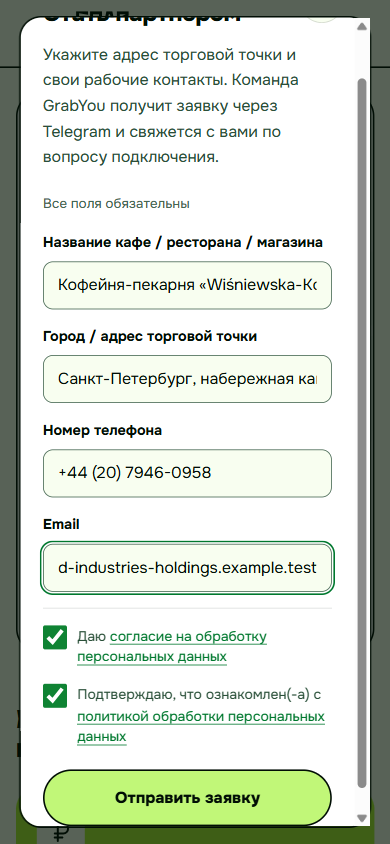 Стать партнёром
Укажите адрес торговой точки и
свои рабочие контакты. Команда
GrabYou получит заявку через
Telegram и свяжется с вами по
вопросу подключения.
Все поля обязательны
Название кафе / ресторана / магазина
Кофейня-пекарня «Wiśniewska-Ko
Город / адрес торговой точки
Санкт-Петербург, набережная ка
Номер телефона
+44 (20) 7946-0958
Email
d-industries-holdings.example.test
Даю согласие на обработку
персональных данных
Подтверждаю, что ознакомлен(-а) с
политикой обработки персональных
данных
Отправить заявку
₽